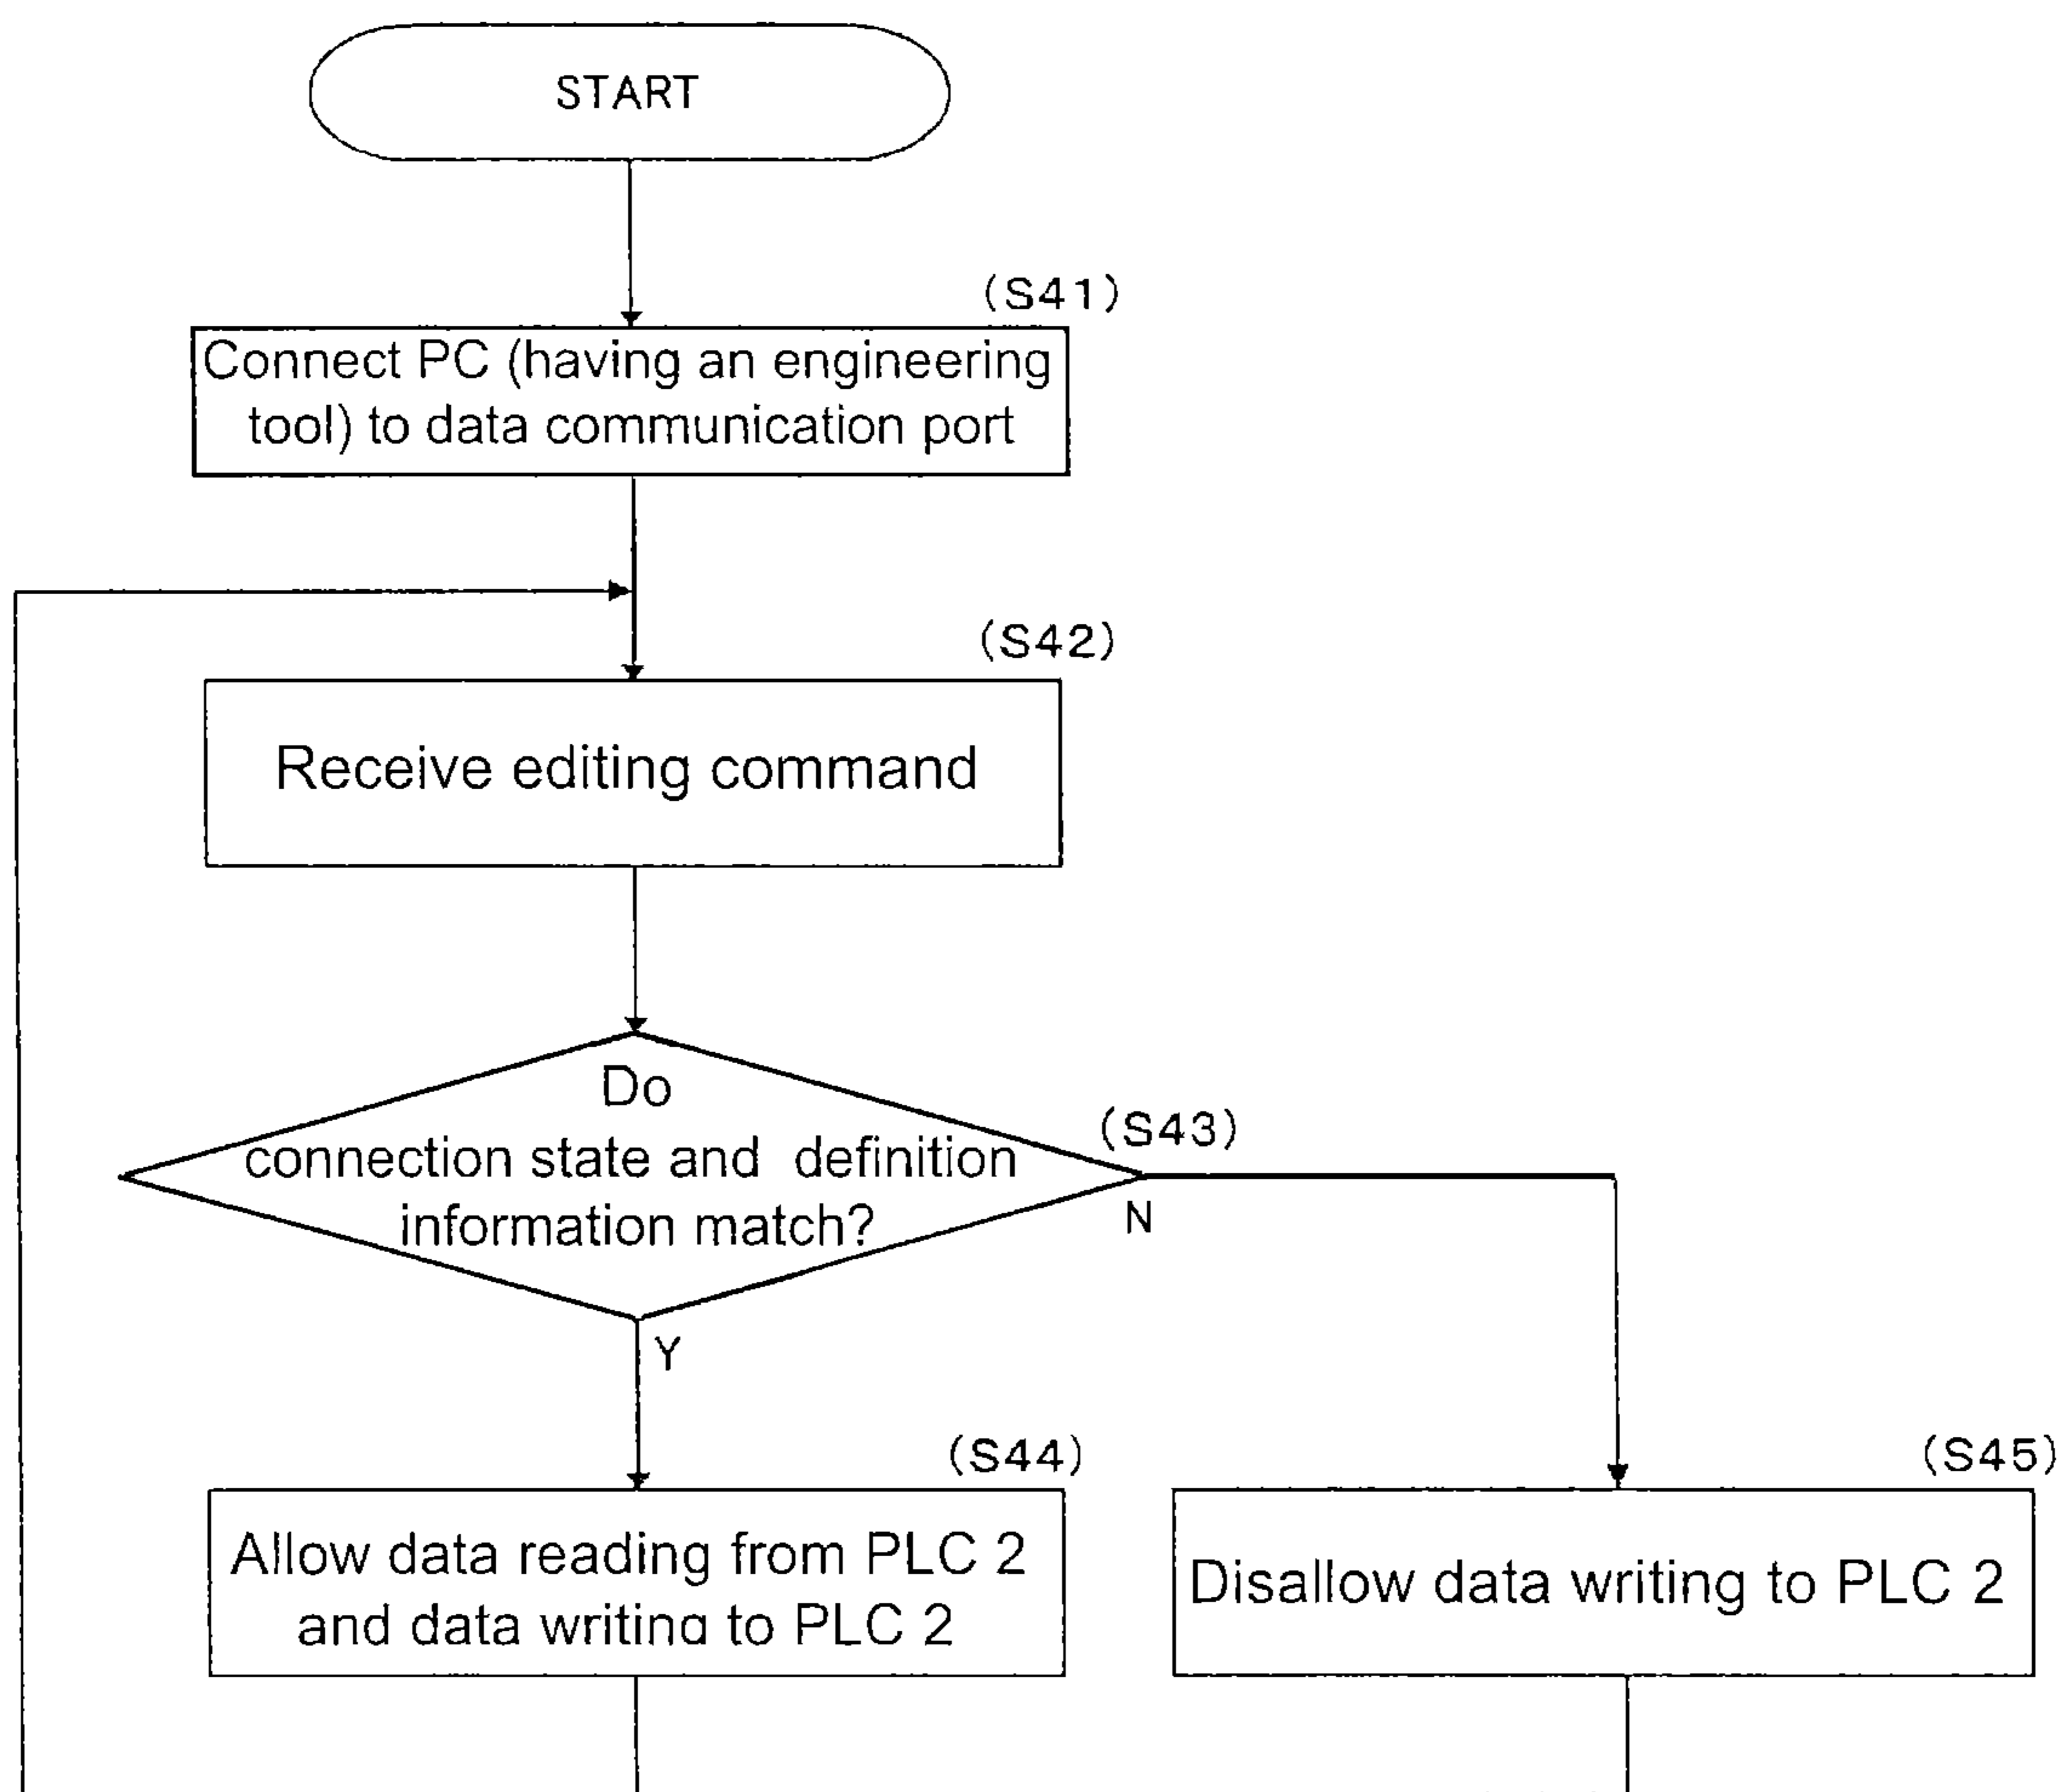 START
(S41)
Connect PC (having an engineering
tool) to data communication port
(S42)
Receive editing command
Do
connection state and definition
information match?
(S43)
N
Y
(S44)
Allow data reading from PLC 2
and data writing to PLC 2
(S45)
Disallow data writing to PLC 2